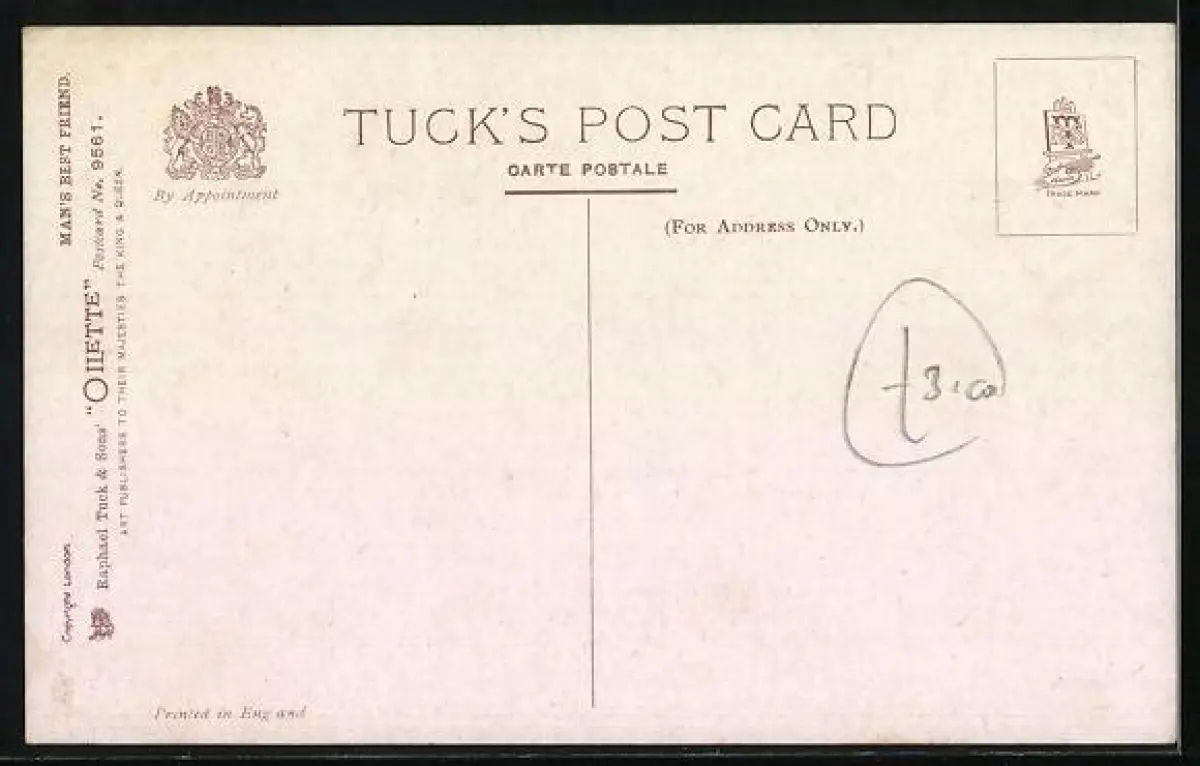 TUCK'S POST CARD
CARTE POSTALE
(FOR ADDRESS ONLY.)
By Appointment
TRADE MARK
MAN'S BEST FRIEND.
Copyright London.
Raphael Tuck & Sons' "OILETTE" Postcard No. 9561.
ART PUBLISHERS TO THEIR MAJESTIES THE KING & QUEEN.
£3.00
Printed in England